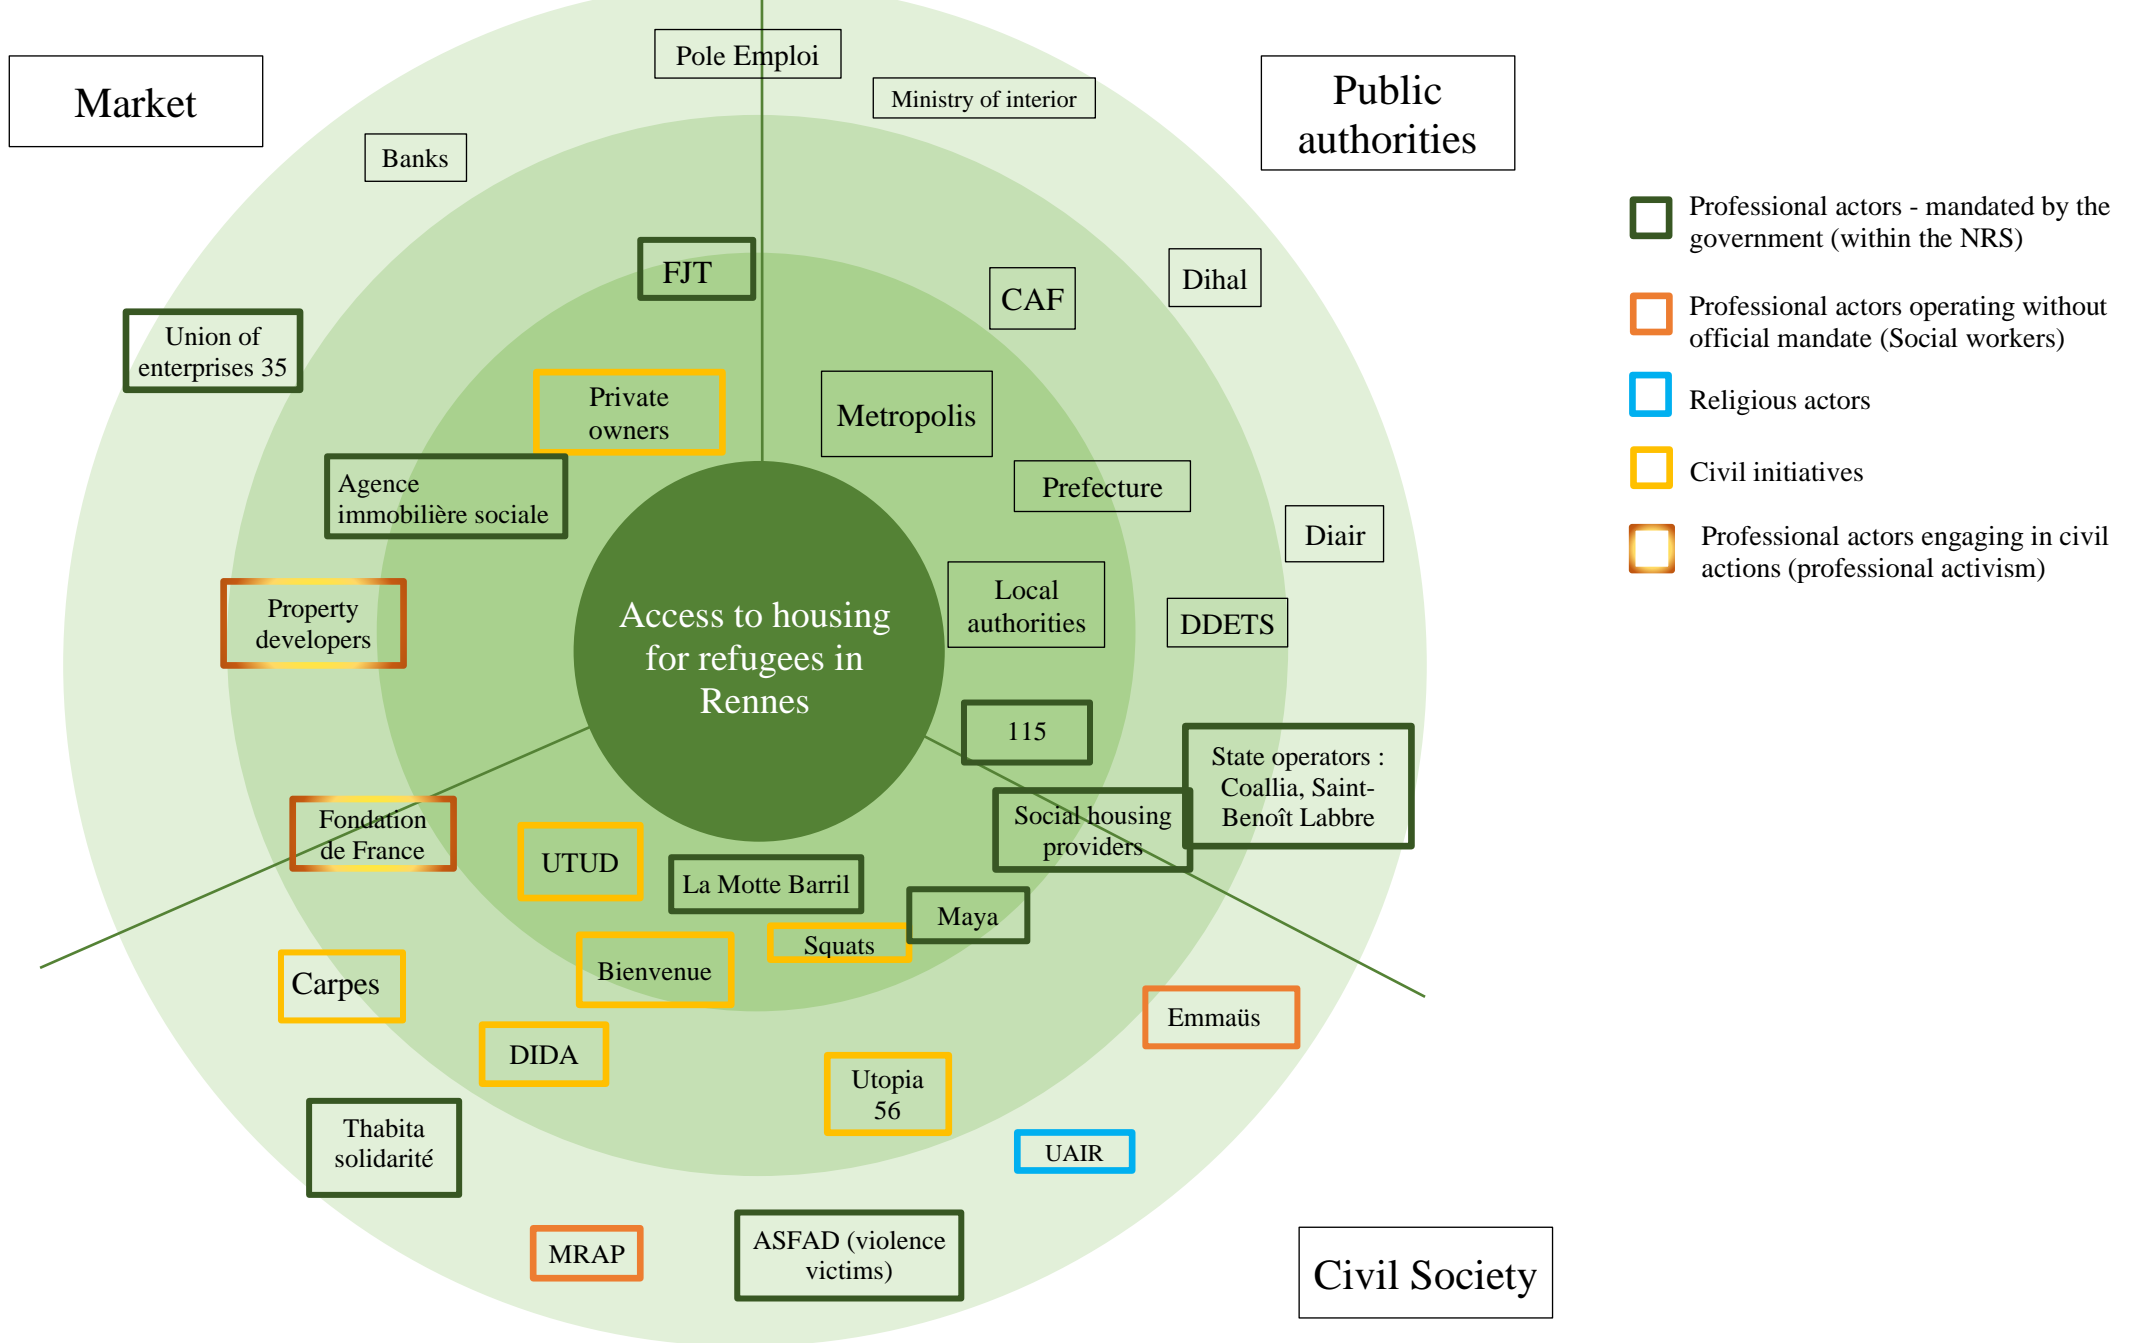 Market
Pole Emploi
Ministry of interior
Public
authorities
Banks
FJT
CAF
Dihal
Union of
enterprises 35
Private
owners
Metropolis
Agence
immobilière sociale
Prefecture
Diair
Property
developers
Access to housing
for refugees in
Rennes
Local
authorities
DDETS
115
State operators :
Coallia, Saint-
Benoît Labbre
Social housing
providers
Fondation
de France
UTUD
La Motte Barril
Maya
Squats
Bienvenue
Carpes
DIDA
Emmaüs
Utopia
56
Thabita
solidarité
UAIR
MRAP
ASFAD (violence
victims)
Civil Society
Professional actors - mandated by the
government (within the NRS)
Professional actors operating without
official mandate (Social workers)
Religious actors
Civil initiatives
Professional actors engaging in civil
actions (professional activism)